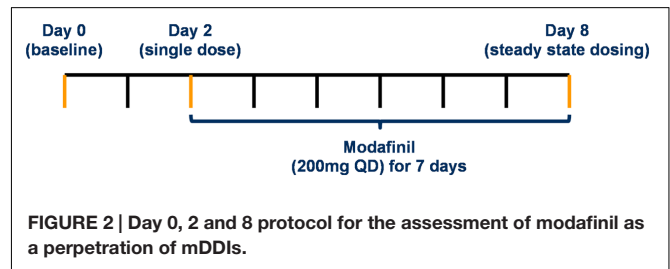 Day 0
(baseline)
Day 2
(single dose)
Day 8
(steady state dosing)
Modafinil
(200mg QD) for 7 days
FIGURE 2 | Day 0, 2 and 8 protocol for the assessment of modafinil as
a perpetration of mDDIs.